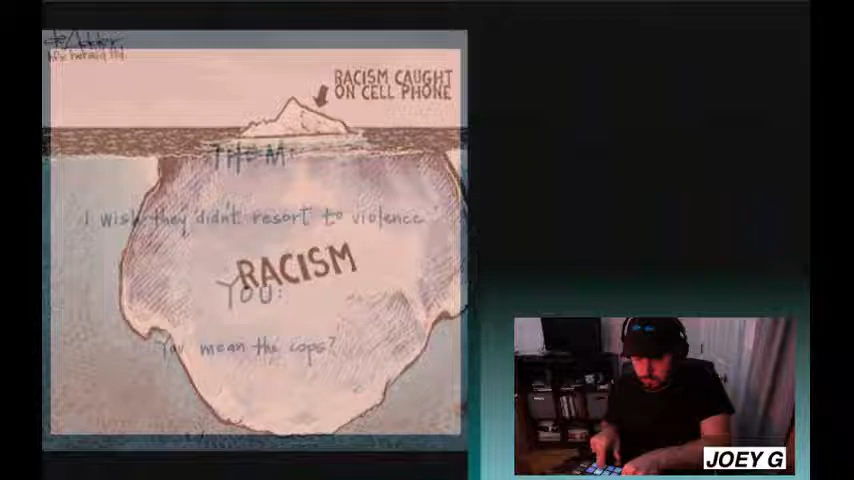 RACISM CAUGHT
ON CELL PHONE
THEM:
I wish they didn't resort to violence
RACISM
YOU:
You mean the cops?
JOEY G